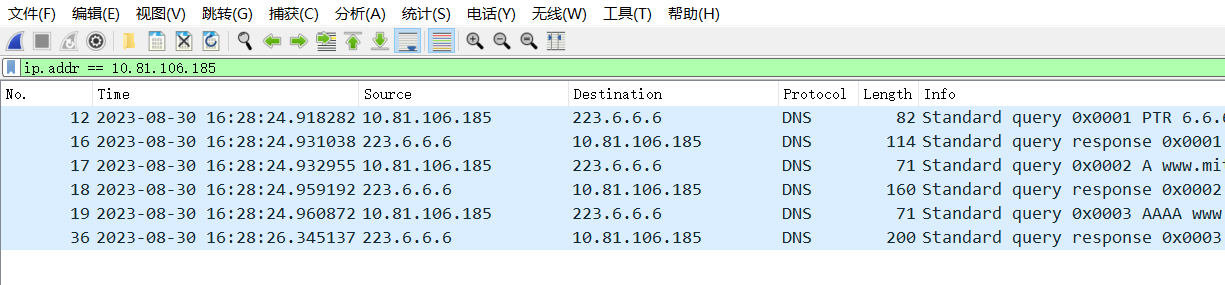 文件(F) 编辑(E) 视图(V) 跳转(G) 捕获(C) 分析(A) 统计(S) 电话(Y) 无线(W) 工具(T) 帮助(H)
ip.addr == 10.81.106.185
No. Time Source Destination Protocol Length Info
12 2023-08-30 16:28:24.918282 10.81.106.185 223.6.6.6 DNS 82 Standard query 0x0001 PTR 6.6.6
16 2023-08-30 16:28:24.931038 223.6.6.6 10.81.106.185 DNS 114 Standard query response 0x0001
17 2023-08-30 16:28:24.932955 10.81.106.185 223.6.6.6 DNS 71 Standard query 0x0002 A www.mit
18 2023-08-30 16:28:24.959192 223.6.6.6 10.81.106.185 DNS 160 Standard query response 0x0002
19 2023-08-30 16:28:24.960872 10.81.106.185 223.6.6.6 DNS 71 Standard query 0x0003 AAAA www
36 2023-08-30 16:28:26.345137 223.6.6.6 10.81.106.185 DNS 200 Standard query response 0x0003